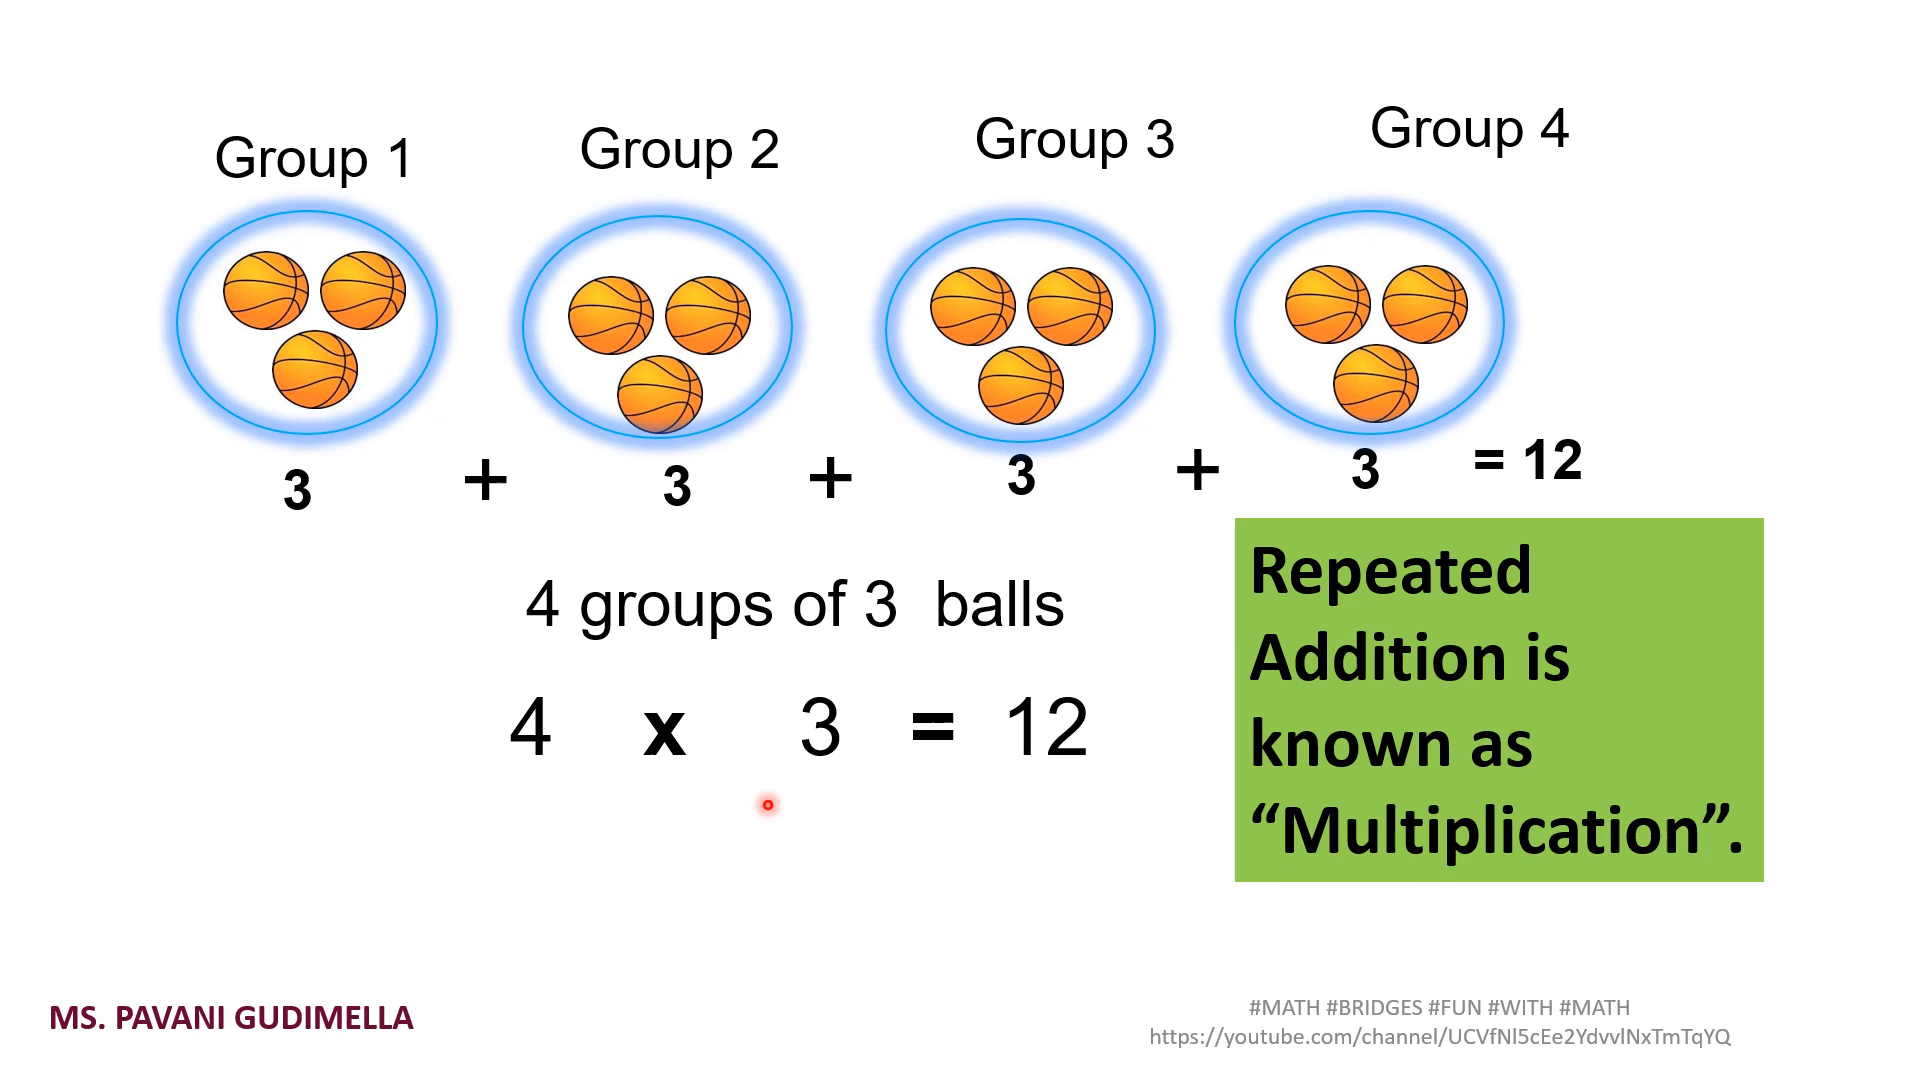 Group 1 Group 2 Group 3 Group 4
3 + 3 + 3 + 3 = 12
4 groups of 3 balls
4 x 3 = 12
Repeated
Addition is
known as
“Multiplication”.
MS. PAVANI GUDIMELLA
#MATH #BRIDGES #FUN #WITH #MATH
https://youtube.com/channel/UCVfNl5cEe2YdvvlNxTmTqYQ